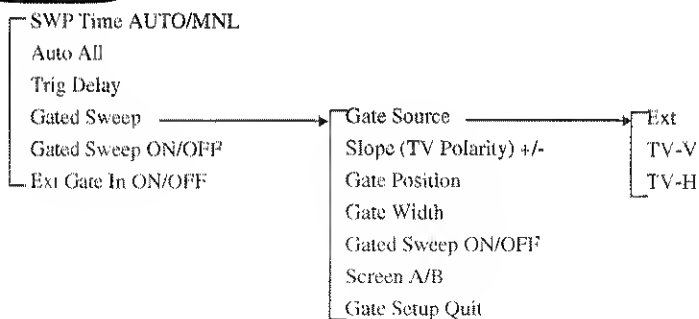 SWP Time AUTO/MNL
Auto All
Trig Delay
Gated Sweep
Gated Sweep ON/OFF
Ext Gate In ON/OFF
Gate Source
Slope (TV Polarity) +/-
Gate Position
Gate Width
Gated Sweep ON/OFF
Screen A/B
Gate Setup Quit
Ext
TV-V
TV-H